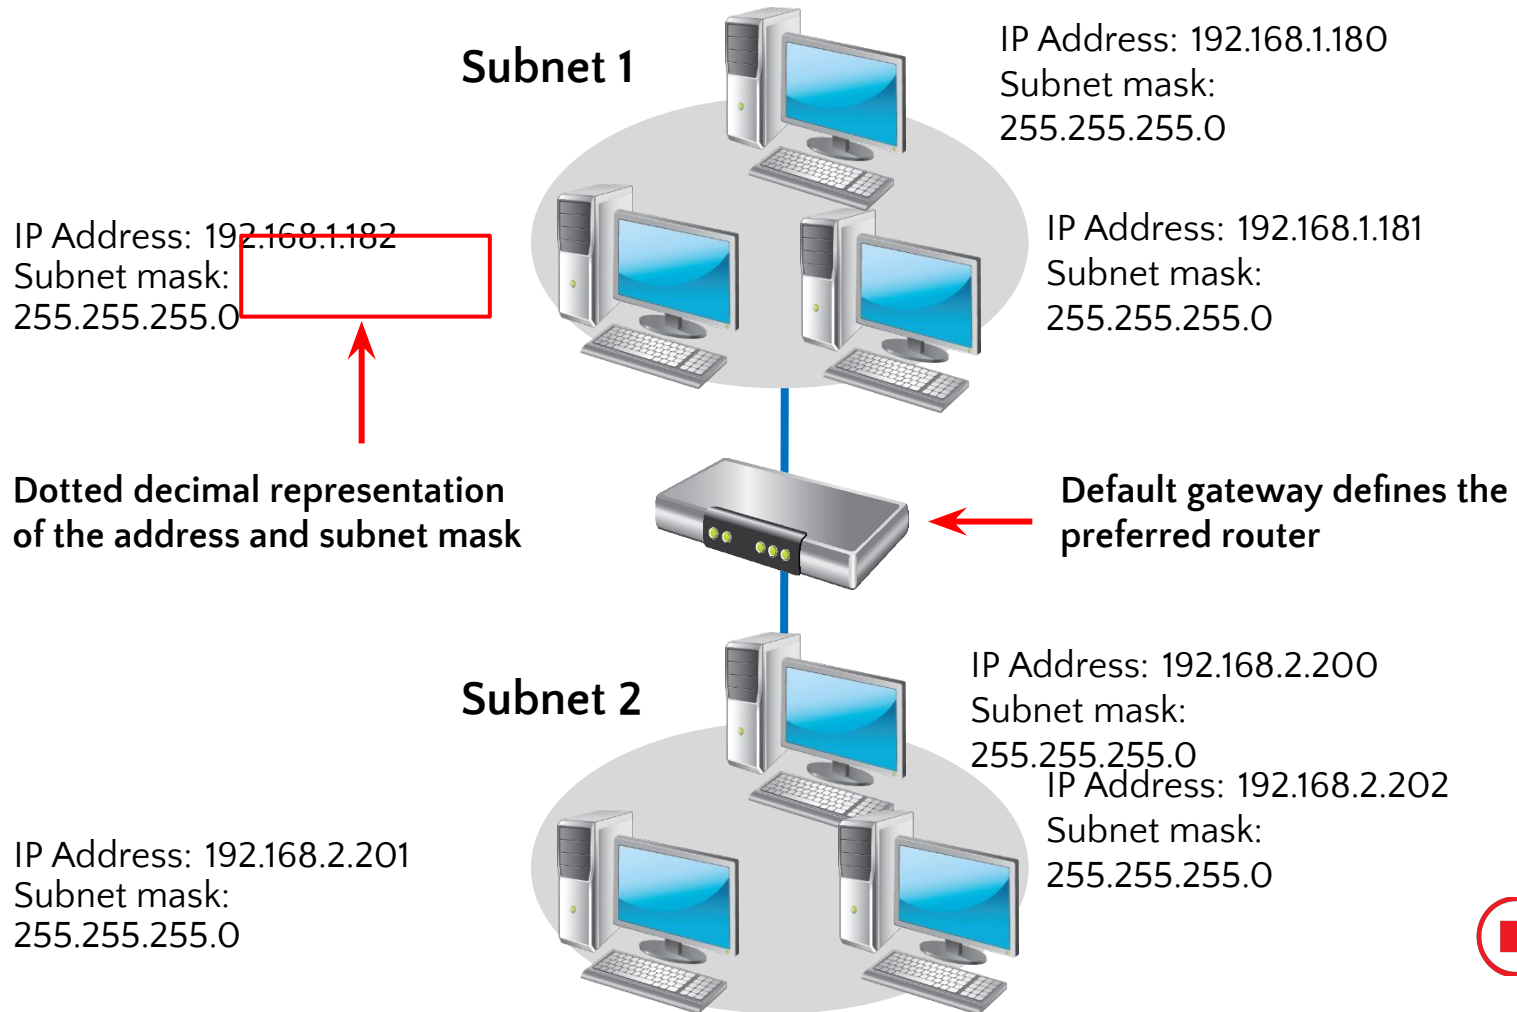 Subnet 1
IP Address: 192.168.1.180
Subnet mask:
255.255.255.0
IP Address: 192.168.1.182
Subnet mask:
255.255.255.0
IP Address: 192.168.1.181
Subnet mask:
255.255.255.0
Dotted decimal representation
of the address and subnet mask
Default gateway defines the
preferred router
Subnet 2
IP Address: 192.168.2.200
Subnet mask:
255.255.255.0
IP Address: 192.168.2.202
Subnet mask:
255.255.255.0
IP Address: 192.168.2.201
Subnet mask:
255.255.255.0